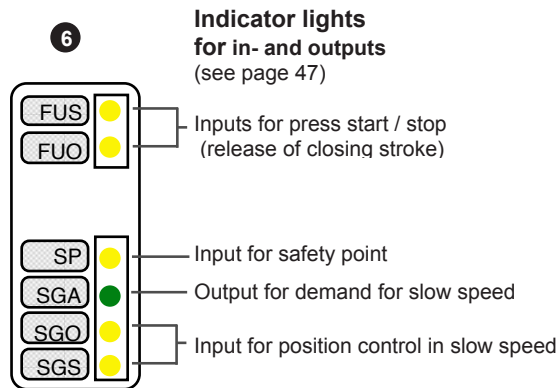 6
Indicator lights
for in- and outputs
(see page 47)
FUS
FUO
Inputs for press start / stop
(release of closing stroke)
SP
Input for safety point
SGA
Output for demand for slow speed
SGO
SGS
Input for position control in slow speed